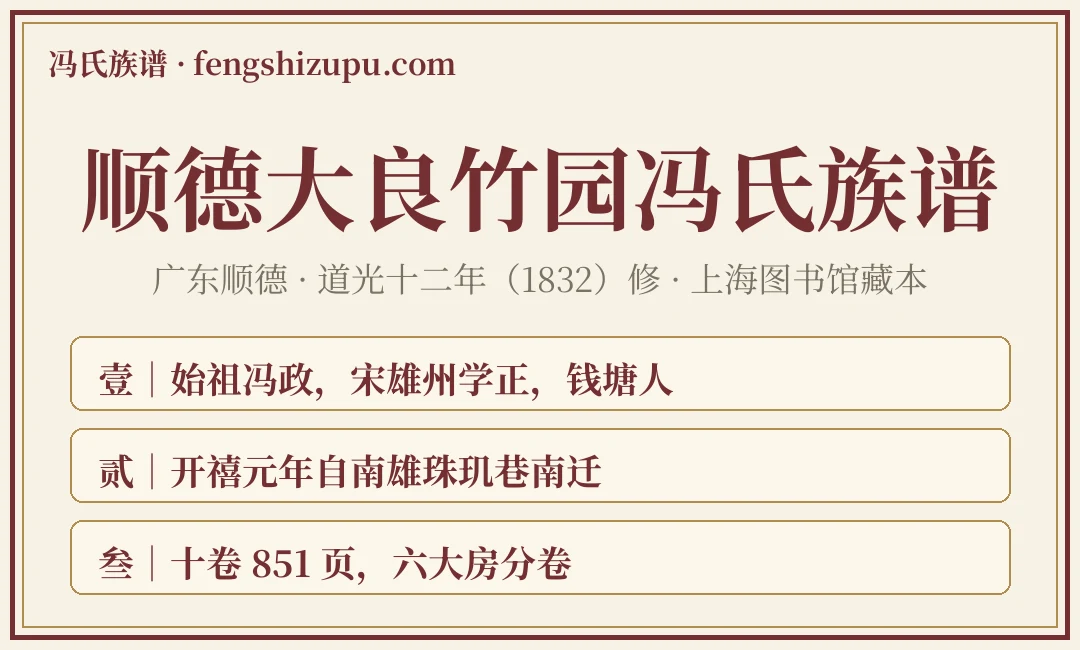 冯氏族谱 · fengshizupu.com
顺德大良竹园冯氏族谱
广东顺德 · 道光十二年（1832）修 · 上海图书馆藏本
壹｜始祖冯政，宋雄州学正，钱塘人
贰｜开禧元年自南雄珠玑巷南迁
叁｜十卷 851 页，六大房分卷